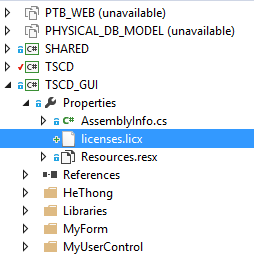 PTB_WEB (unavailable)
PHYSICAL_DB_MODEL (unavailable)
C# SHARED
C# TSCD
C# TSCD_GUI
Properties
C# AssemblyInfo.cs
licenses.licx
Resources.resx
References
HeThong
Libraries
MyForm
MyUserControl